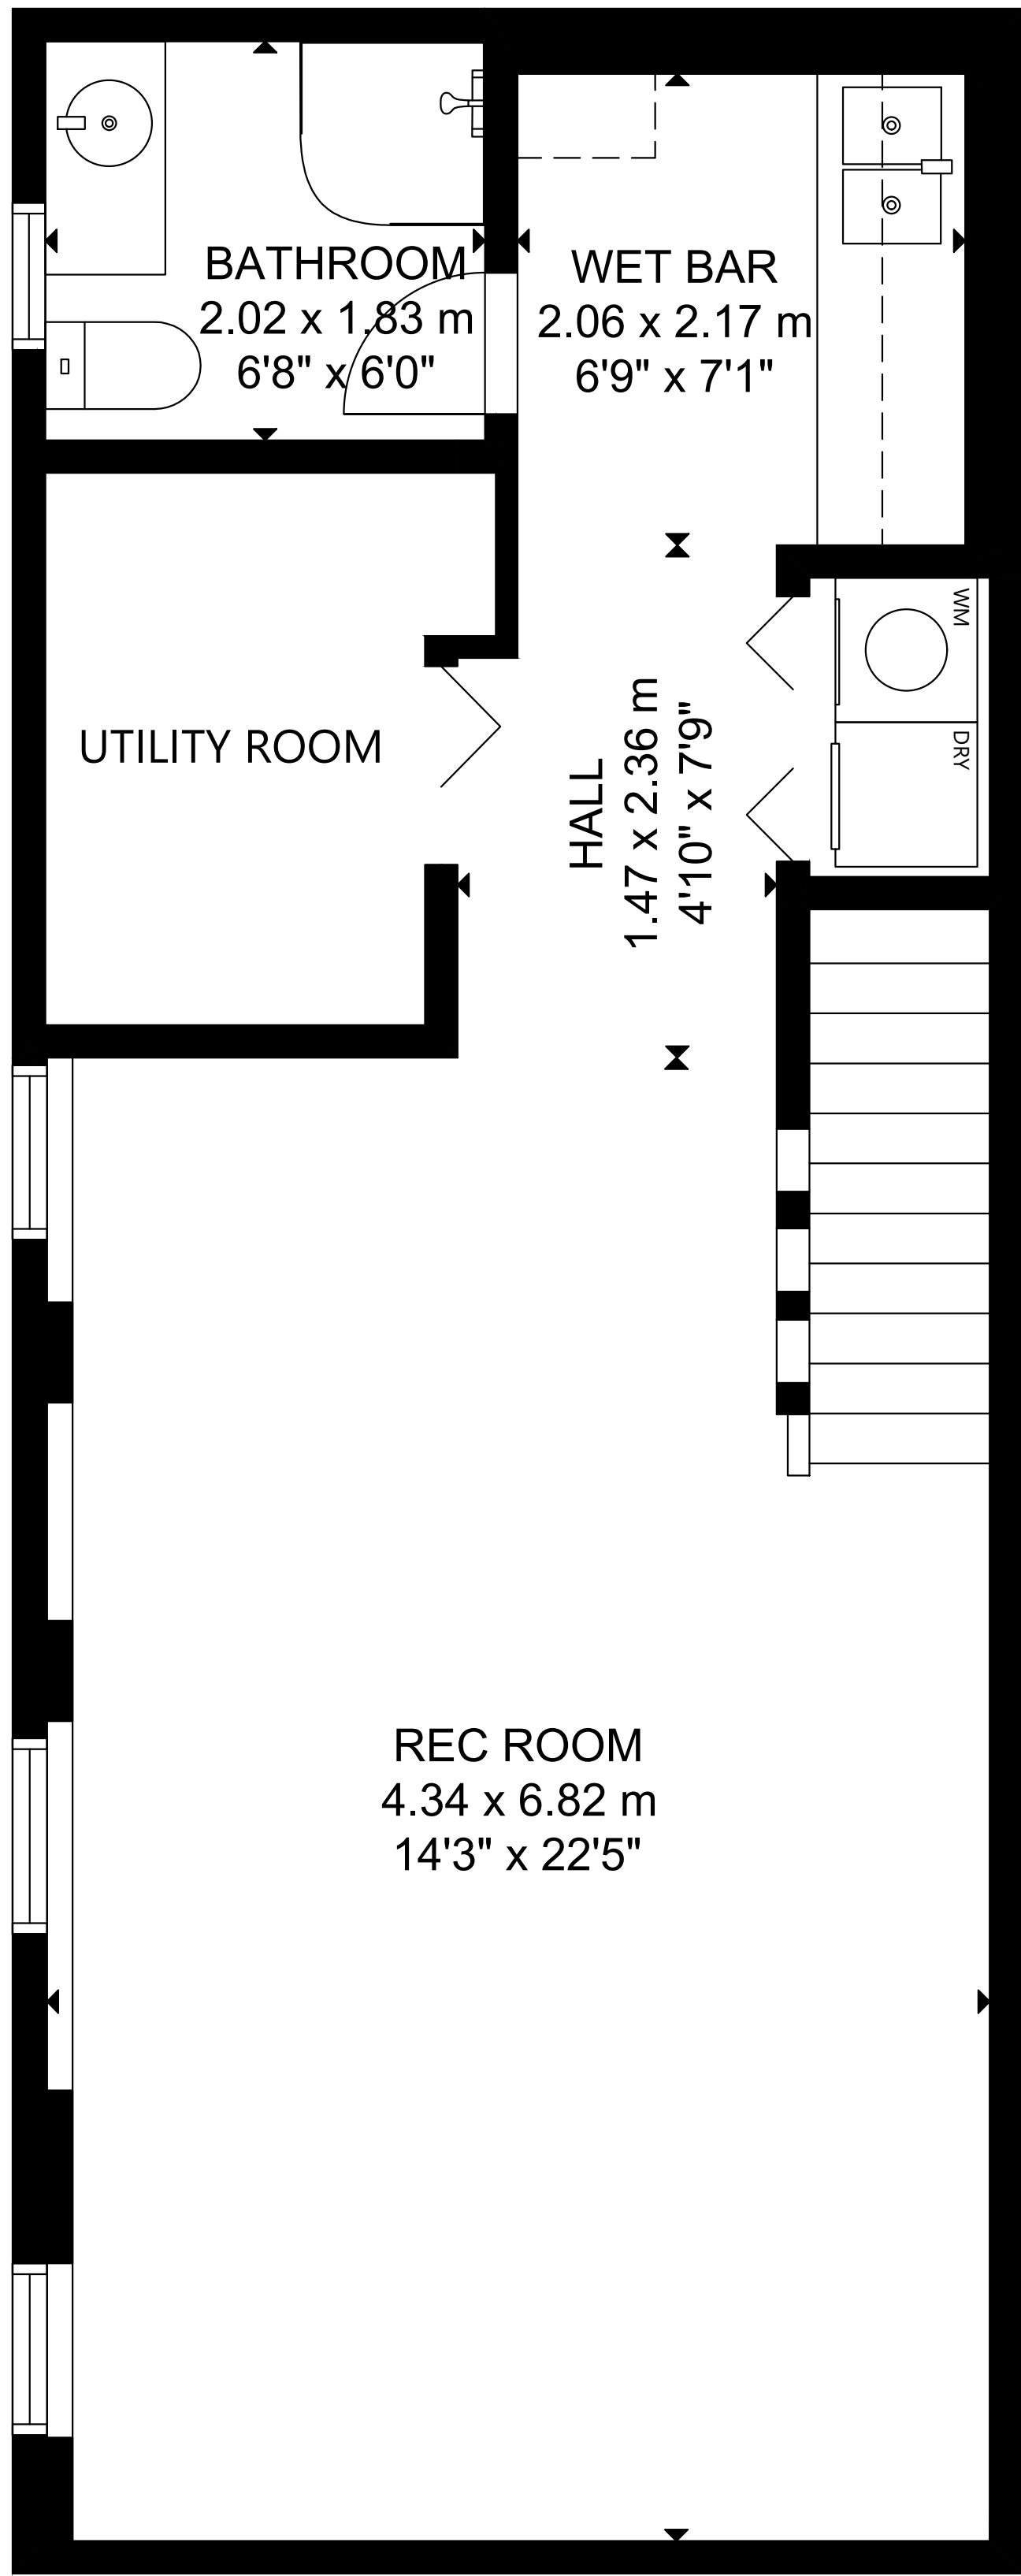 BATHROOM
2.02 x 1.83 m
6'8" x 6'0"
WET BAR
2.06 x 2.17 m
6'9" x 7'1"
WM
DRY
UTILITY ROOM
HALL
1.47 x 2.36 m
4'10" x 7'9"
REC ROOM
4.34 x 6.82 m
14'3" x 22'5"